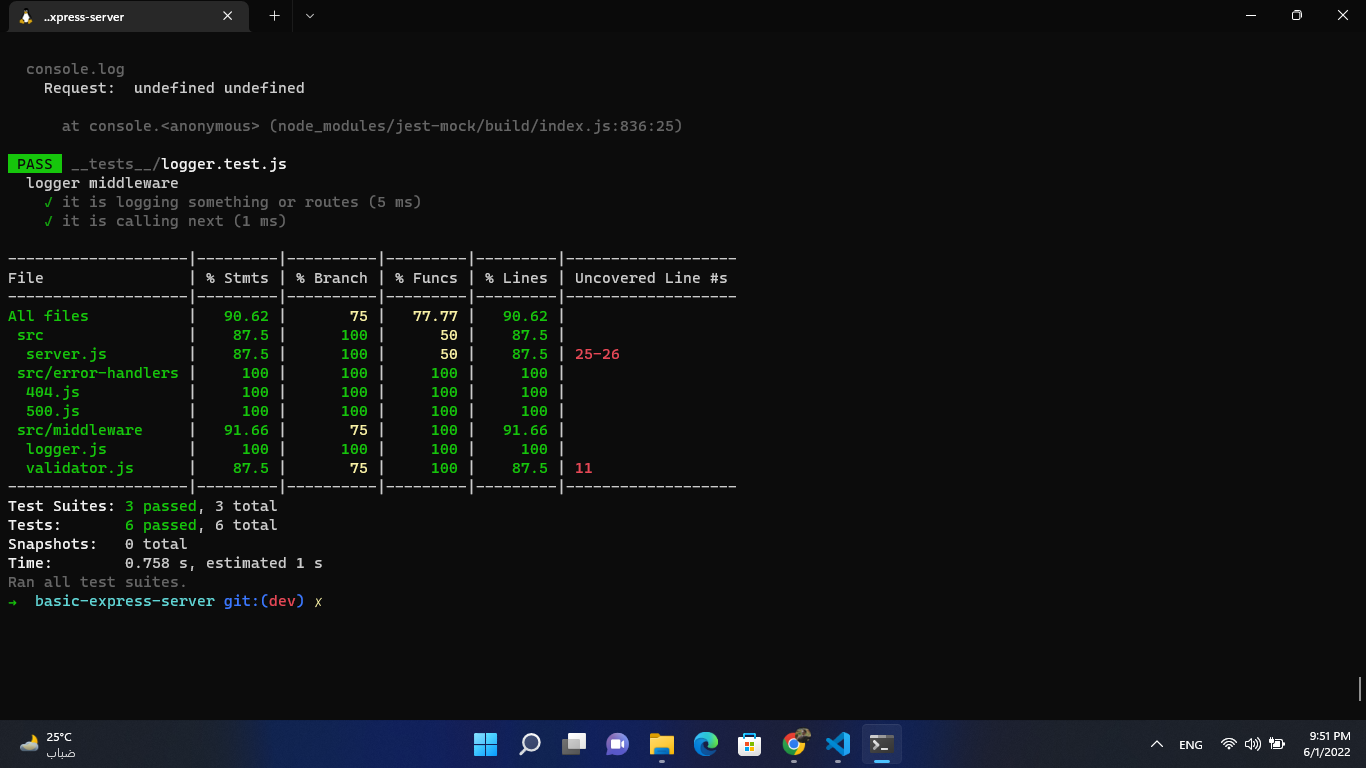 ..xpress-server
console.log
Request:  undefined undefined
at console.<anonymous> (node_modules/jest-mock/build/index.js:836:25)
PASS __tests__/logger.test.js
logger middleware
√ it is logging something or routes (5 ms)
√ it is calling next (1 ms)
--------------------|---------|----------|---------|---------|-------------------
File                | % Stmts | % Branch | % Funcs | % Lines | Uncovered Line #s
--------------------|---------|----------|---------|---------|-------------------
All files           |   90.62 |       75 |   77.77 |   90.62 |
 src                |    87.5 |      100 |      50 |    87.5 |
  server.js         |    87.5 |      100 |      50 |    87.5 | 25-26
 src/error-handlers |     100 |      100 |     100 |     100 |
  404.js            |     100 |      100 |     100 |     100 |
  500.js            |     100 |      100 |     100 |     100 |
 src/middleware     |   91.66 |       75 |     100 |   91.66 |
  logger.js         |     100 |      100 |     100 |     100 |
  validator.js      |    87.5 |       75 |     100 |    87.5 | 11
--------------------|---------|----------|---------|---------|-------------------
Test Suites: 3 passed, 3 total
Tests:       6 passed, 6 total
Snapshots:   0 total
Time:        0.758 s, estimated 1 s
Ran all test suites.
→  basic-express-server git:(dev) ✗
25°C
ضباب
ENG
9:51 PM
6/1/2022